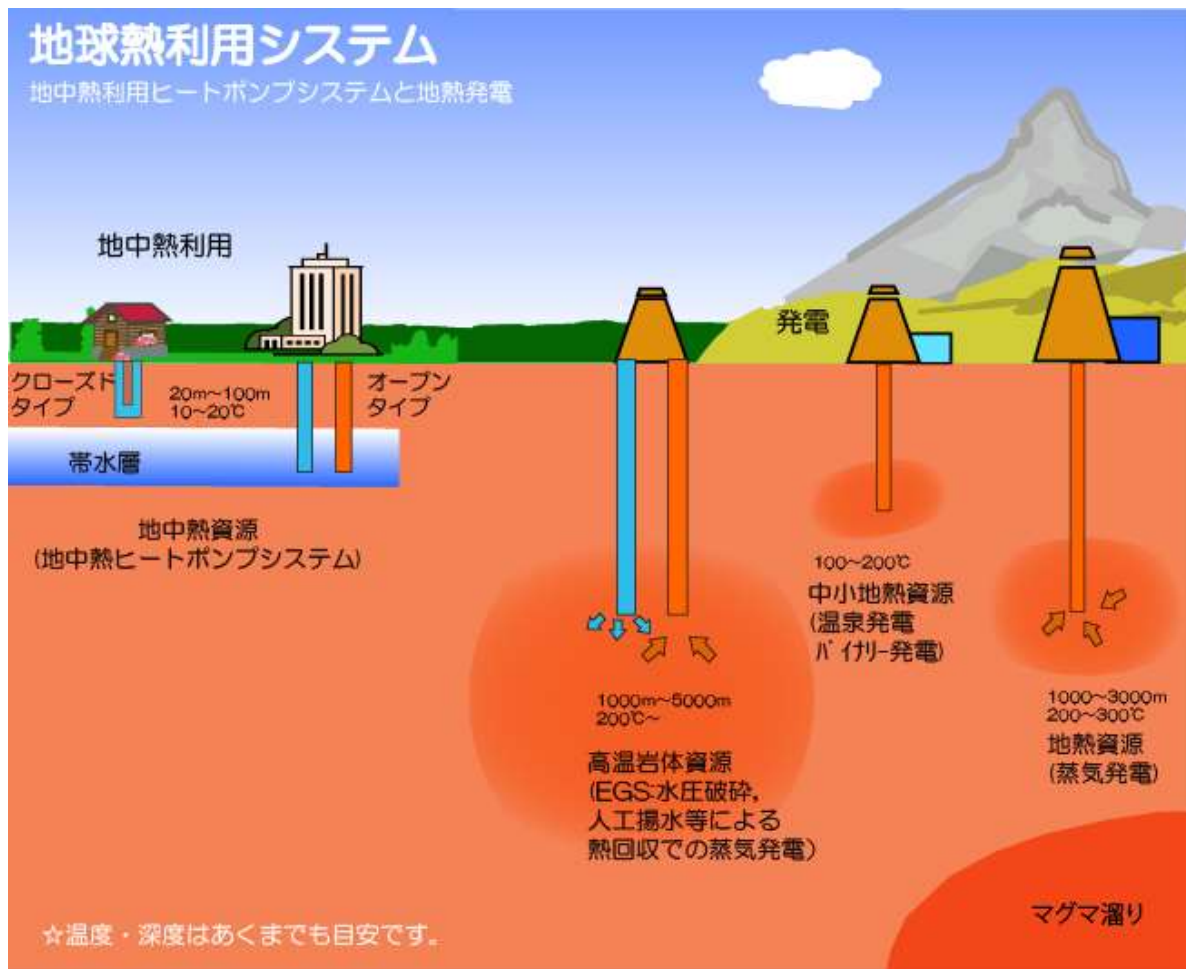 地球熱利用システム
地中熱利用ヒートポンプシステムと地熱発電
地中熱利用
発電
クローズド
タイプ
20m~100m
10~20℃
オープン
タイプ
帯水層
地中熱資源
(地中熱ヒートポンプシステム)
1000m~5000m
200℃~
高温岩体資源
(EGS:水圧破砕,
人工揚水等による
熱回収での蒸気発電)
100~200℃
中小地熱資源
(温泉発電
バイナリー発電)
1000~3000m
200~300℃
地熱資源
(蒸気発電)
マグマ溜り
☆温度・深度はあくまでも目安です。